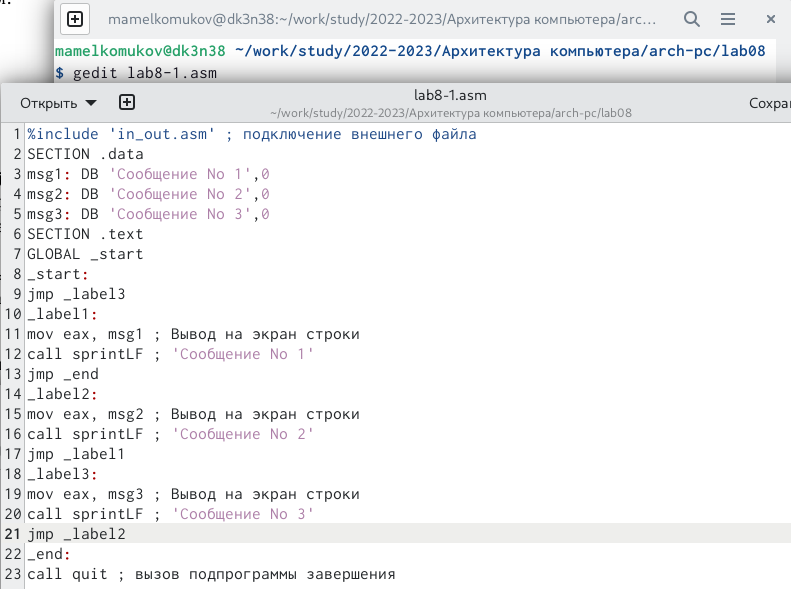 mamelkomukov@dk3n38:~/work/study/2022-2023/Архитектура компьютера/arc...
mamelkomukov@dk3n38 ~/work/study/2022-2023/Архитектура компьютера/arch-pc/lab08
$ gedit lab8-1.asm
Открыть
lab8-1.asm
~/work/study/2022-2023/Архитектура компьютера/arch-pc/lab08
Сохра
1 %include 'in_out.asm' ; подключение внешнего файла
2 SECTION .data
3 msg1: DB 'Сообщение No 1',0
4 msg2: DB 'Сообщение No 2',0
5 msg3: DB 'Сообщение No 3',0
6 SECTION .text
7 GLOBAL _start
8 _start:
9 jmp _label3
10 _label1:
11 mov eax, msg1 ; Вывод на экран строки
12 call sprintLF ; 'Сообщение No 1'
13 jmp _end
14 _label2:
15 mov eax, msg2 ; Вывод на экран строки
16 call sprintLF ; 'Сообщение No 2'
17 jmp _label1
18 _label3:
19 mov eax, msg3 ; Вывод на экран строки
20 call sprintLF ; 'Сообщение No 3'
21 jmp _label2
22 _end:
23 call quit ; вызов подпрограммы завершения